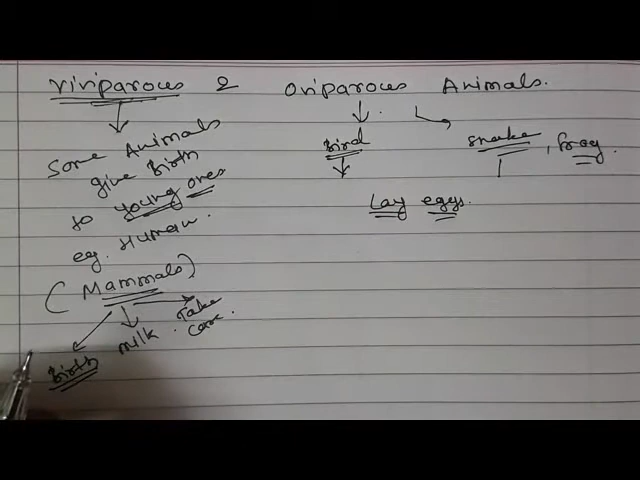 Viviparous & Oviparous Animals.
Some Animals
give Birth
to young ones
eg. Human.
(Mammals)
Birth milk. Take
care.
Bird snake, frog.
Lay eggs.